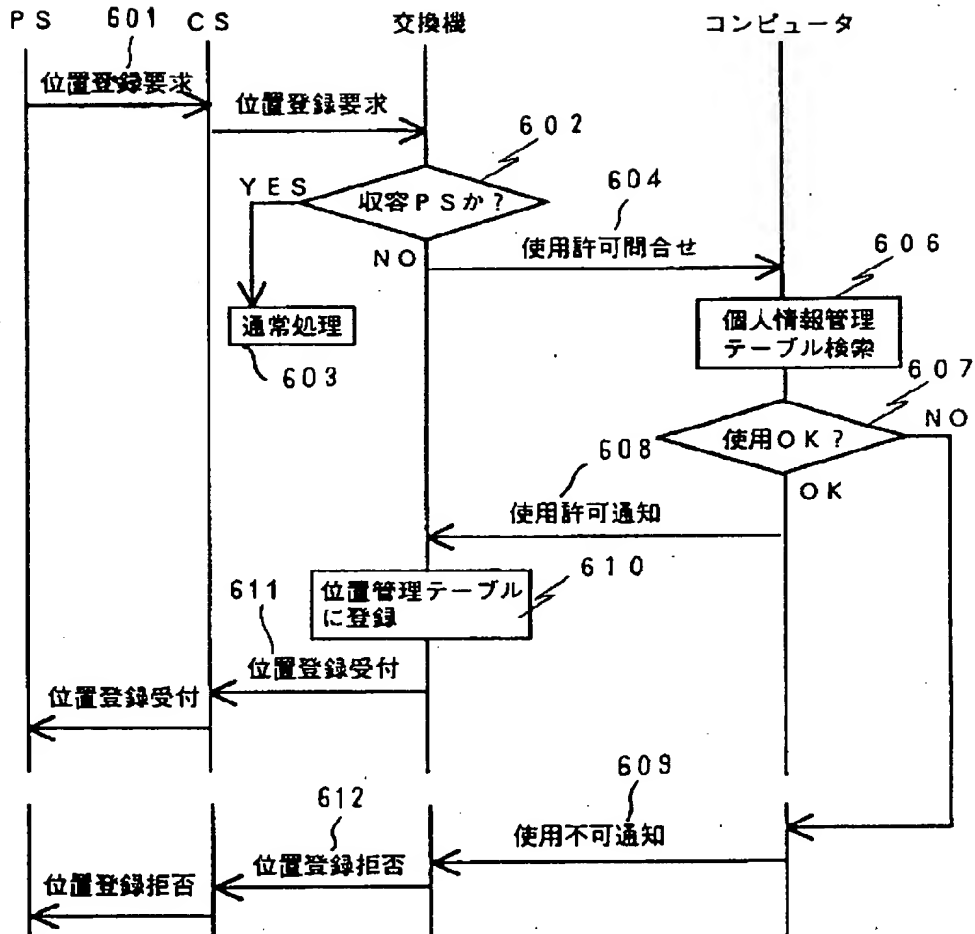 PS
601
CS
交換機
コンピュータ
位置登録要求
位置登録要求
602
YES
収容PSか?
604
NO
使用許可問合せ
606
通常処理
603
個人情報管理
テーブル検索
607
使用OK?
NO
608
OK
使用許可通知
610
611
位置管理テーブル
に登録
位置登録受付
位置登録受付
609
612
使用不可通知
位置登録拒否
位置登録拒否